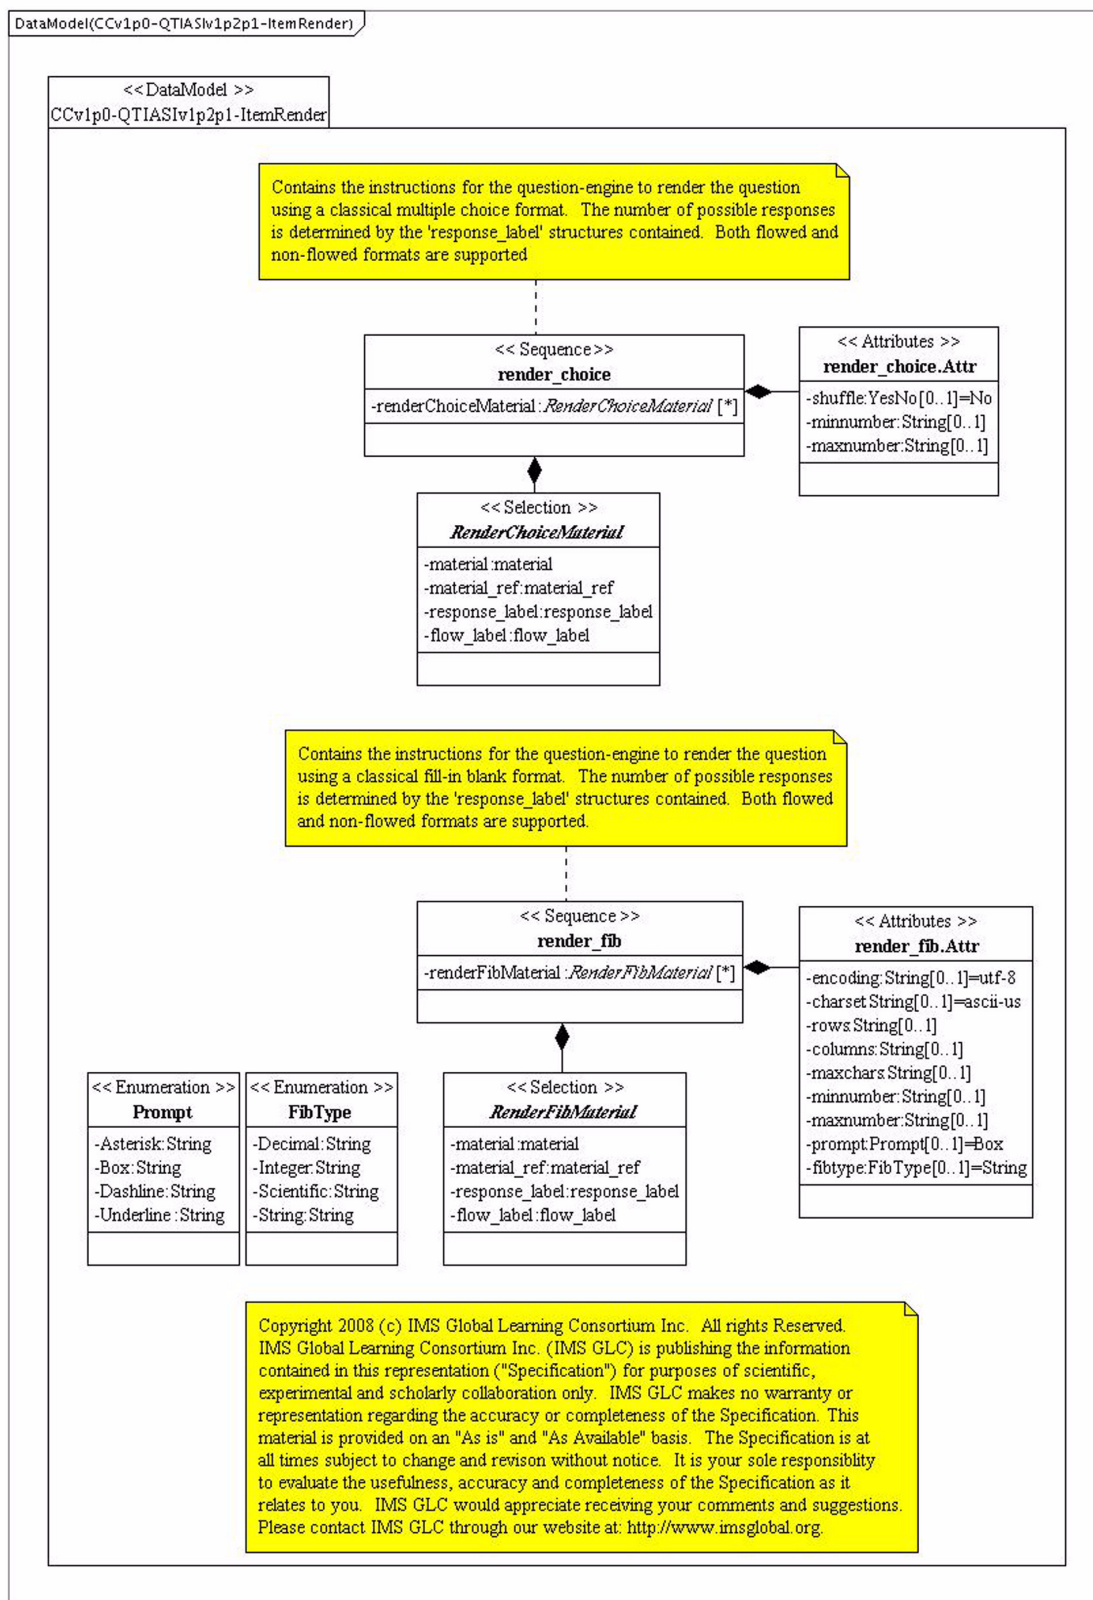 DataModel(CCv1p0-QTIASIv1p2p1-ItemRender)
<<DataModel >>
CCv1p0-QTIASIv1p2p1-ItemRender
Contains the instructions for the question-engine to render the question
using a classical multiple choice format.  The number of possible responses
is determined by the 'response_label' structures contained.  Both flowed and
non-flowed formats are supported
<< Sequence>>
render_choice
-renderChoiceMaterial:RenderChoiceMaterial [*]
<< Attributes >>
render_choice.Attr
-shuffle:YesNo[0..1]=No
-minnumber:String[0..1]
-maxnumber:String[0..1]
<< Selection >>
RenderChoiceMaterial
-material:material
-material_ref:material_ref
-response_label:response_label
-flow_label:flow_label
Contains the instructions for the question-engine to render the question
using a classical fill-in blank format.  The number of possible responses
is determined by the 'response_label' structures contained.  Both flowed
and non-flowed formats are supported.
<< Sequence >>
render_fib
-renderFibMaterial:RenderFibMaterial [*]
<< Attributes >>
render_fib.Attr
-encoding:String[0..1]=utf-8
-charset:String[0..1]=ascii-us
-rows:String[0..1]
-columns:String[0..1]
-maxchars:String[0..1]
-minnumber:String[0..1]
-maxnumber:String[0..1]
-prompt:Prompt[0..1]=Box
-fibtype:FibType[0..1]=String
<< Enumeration >>
Prompt
-Asterisk:String
-Box:String
-Dashline:String
-Underline:String
<< Enumeration >>
FibType
-Decimal:String
-Integer:String
-Scientific:String
-String:String
<< Selection >>
RenderFibMaterial
-material:material
-material_ref:material_ref
-response_label:response_label
-flow_label:flow_label
Copyright 2008 (c) IMS Global Learning Consortium Inc.  All rights Reserved.
IMS Global Learning Consortium Inc. (IMS GLC) is publishing the information
contained in this representation ("Specification") for purposes of scientific,
experimental and scholarly collaboration only.  IMS GLC makes no warranty or
representation regarding the accuracy or completeness of the Specification. This
material is provided on an "As is" and "As Available" basis.  The Specification is at
all times subject to change and revison without notice.  It is your sole responsiblity
to evaluate the usefulness, accuracy and completeness of the Specification as it
relates to you.  IMS GLC would appreciate receiving your comments and suggestions.
Please contact IMS GLC through our website at: http://www.imsglobal.org.